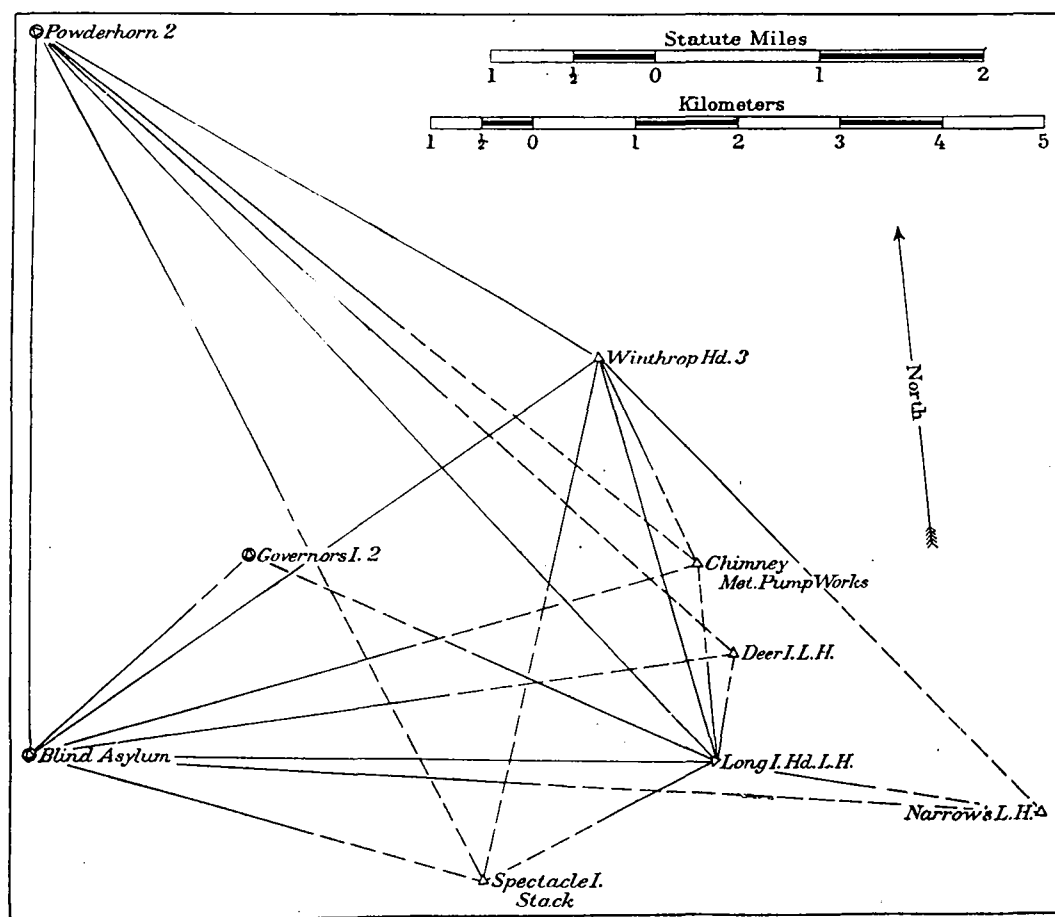 Powderhorn 2
Statute Miles
1 ½ 0 1 2
Kilometers
1 ½ 0 1 2 3 4 5
North
Winthrop Hd. 3
Governors I. 2
Chimney
Met. Pump Works
Deer I. L.H.
Blind Asylum
Long I. Hd. L.H.
Narrows L.H.
Spectacle I.
Stack